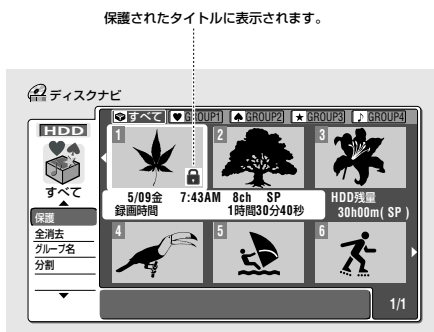 保護されたタイトルに表示されます。
ディスクナビ
HDD
すべて
保護
全消去
グループ名
分割
すべて GROUP1 GROUP2 GROUP3 GROUP4
1 2 3
5/09金 7:43AM 8ch SP
録画時間 1時間30分40秒
HDD残量
30h00m( SP )
4 5 6
1/1